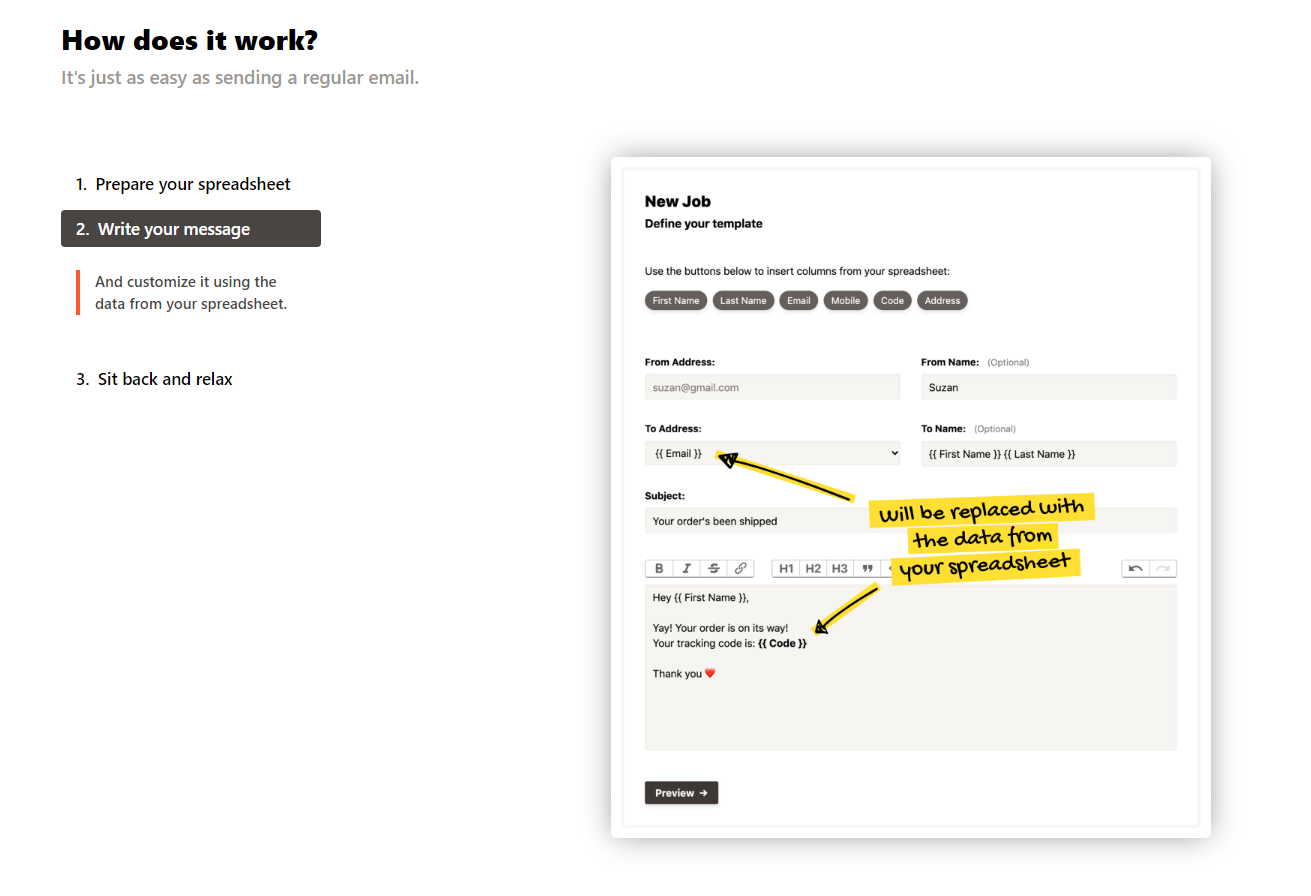 How does it work?
It's just as easy as sending a regular email.
1. Prepare your spreadsheet
2. Write your message
And customize it using the
data from your spreadsheet.
3. Sit back and relax
New Job
Define your template
Use the buttons below to insert columns from your spreadsheet:
First Name Last Name Email Mobile Code Address
From Address: From Name: (Optional)
suzan@gmail.com Suzan
To Address: To Name: (Optional)
{{ Email }} {{ First Name }} {{ Last Name }}
Subject:
Your order's been shipped
will be replaced with
the data from
your spreadsheet
B I S H1 H2 H3 "
Hey {{ First Name }},
Yay! Your order is on its way!
Your tracking code is: {{ Code }}
Thank you ❤️
Preview →